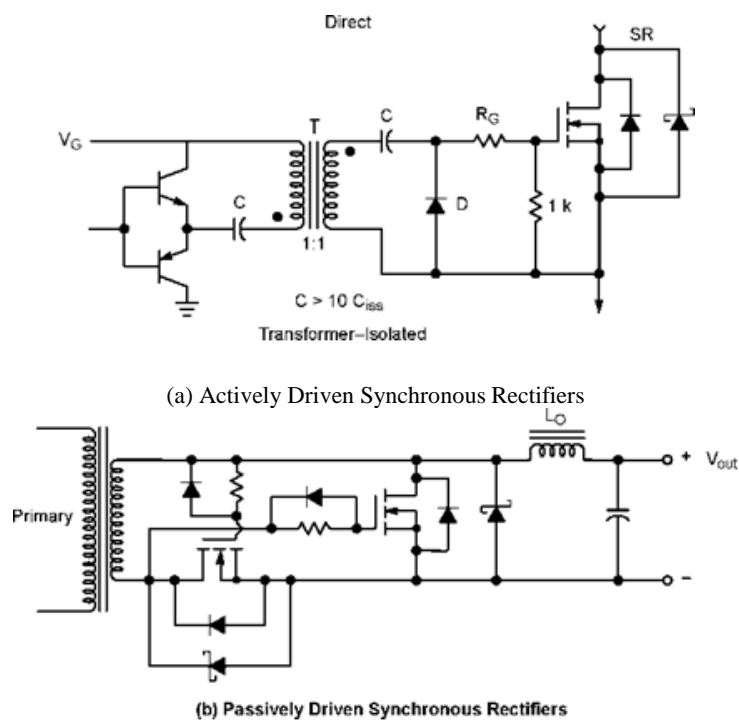 Direct
SR
T
C
R_G
V_G
C
D
1 k
1:1
C > 10 C_iss
Transformer–Isolated
(a) Actively Driven Synchronous Rectifiers
L_O
+
V_out
Primary
−
(b) Passively Driven Synchronous Rectifiers